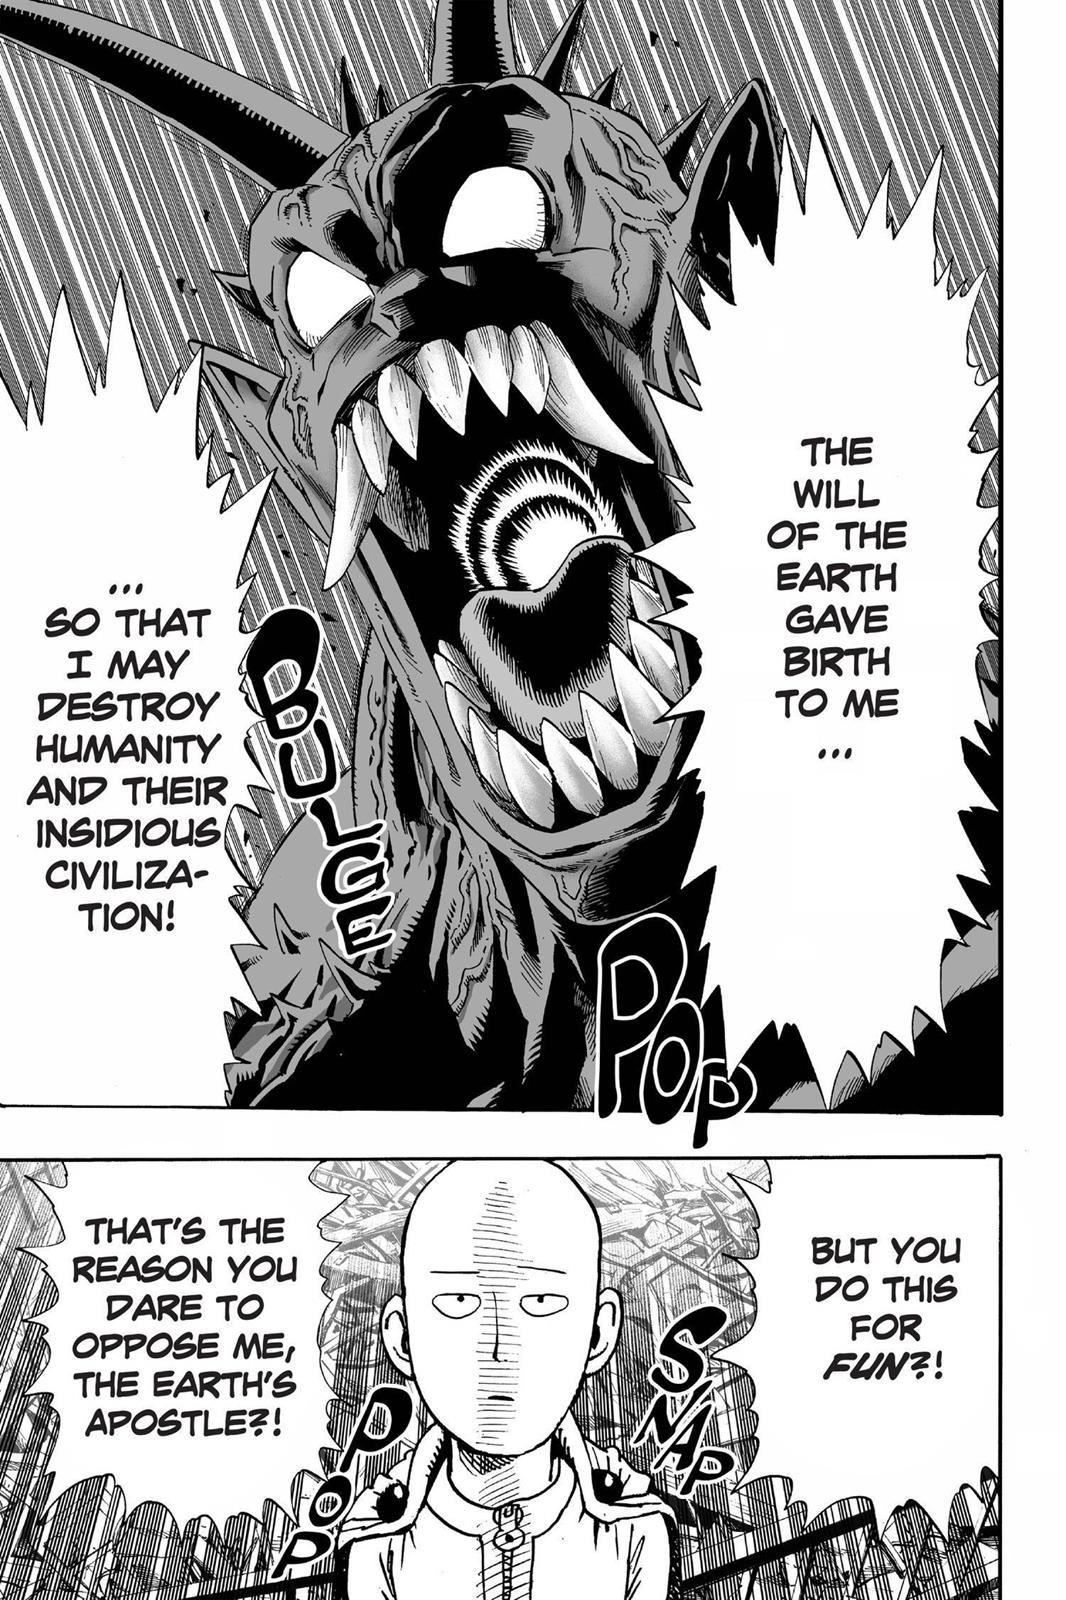 THE
WILL
OF THE
EARTH
GAVE
BIRTH
TO ME
...
...
SO THAT
I MAY
DESTROY
HUMANITY
AND THEIR
INSIDIOUS
CIVILIZA-
TION!
BULGE
POP
BUT YOU
DO THIS
FOR
FUN?!
SNAP
THAT'S THE
REASON YOU
DARE TO
OPPOSE ME,
THE EARTH'S
APOSTLE?!
POP